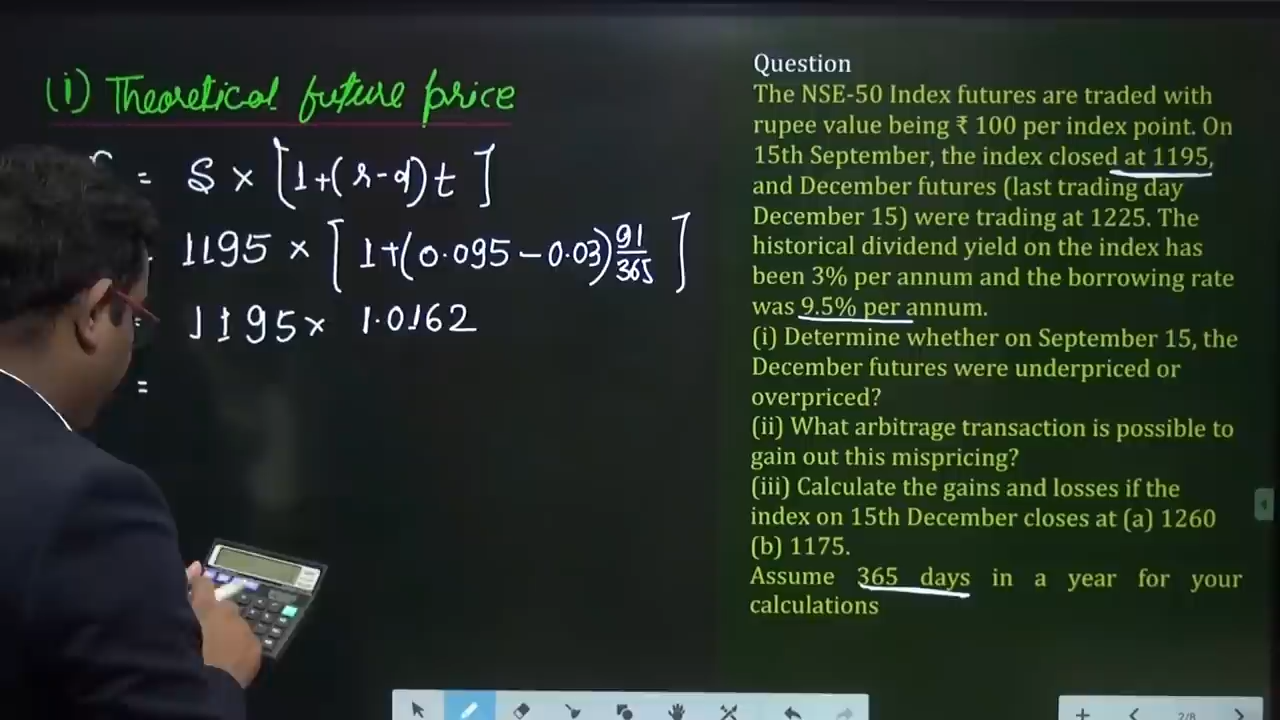 (i) Theoretical future price
= S × [1+(r-d)t]
1195 × [1+(0.095-0.03)91/365]
= 1195× 1.0162
=
Question
The NSE-50 Index futures are traded with
rupee value being ₹ 100 per index point. On
15th September, the index closed at 1195,
and December futures (last trading day
December 15) were trading at 1225. The
historical dividend yield on the index has
been 3% per annum and the borrowing rate
was 9.5% per annum.
(i) Determine whether on September 15, the
December futures were underpriced or
overpriced?
(ii) What arbitrage transaction is possible to
gain out this mispricing?
(iii) Calculate the gains and losses if the
index on 15th December closes at (a) 1260
(b) 1175.
Assume 365 days in a year for your
calculations
2/8